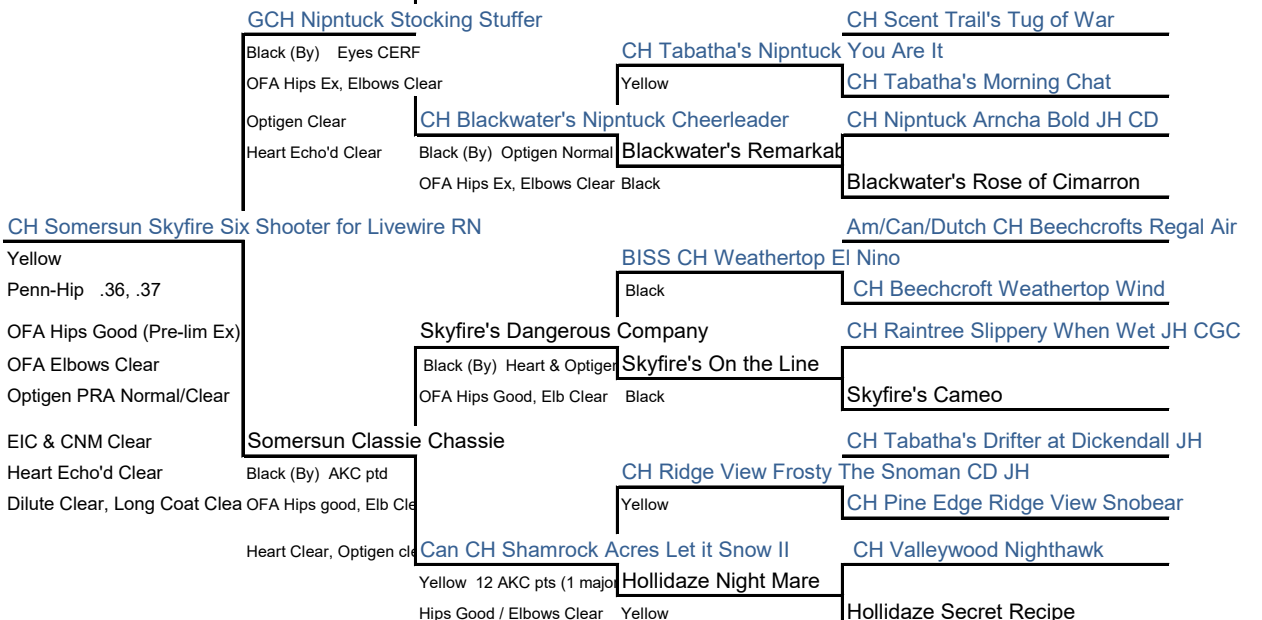 GCH Nipntuck Stocking Stuffer
CH Scent Trail's Tug of War
Black (By) Eyes CERF
CH Tabatha's Nipntuck You Are It
OFA Hips Ex, Elbows Clear
Yellow
CH Tabatha's Morning Chat
Optigen Clear
CH Blackwater's Nipntuck Cheerleader
CH Nipntuck Arncha Bold JH CD
Heart Echo'd Clear
Black (By) Optigen Normal
Blackwater's Remarkab
OFA Hips Ex, Elbows Clear
Black
Blackwater's Rose of Cimarron
CH Somersun Skyfire Six Shooter for Livewire RN
Am/Can/Dutch CH Beechcrofts Regal Air
Yellow
BISS CH Weathertop El Nino
Penn-Hip .36, .37
Black
CH Beechcroft Weathertop Wind
OFA Hips Good (Pre-lim Ex)
Skyfire's Dangerous Company
CH Raintree Slippery When Wet JH CGC
OFA Elbows Clear
Black (By) Heart & Optigen
Skyfire's On the Line
Optigen PRA Normal/Clear
OFA Hips Good, Elb Clear
Black
Skyfire's Cameo
EIC & CNM Clear
Somersun Classie Chassie
CH Tabatha's Drifter at Dickendall JH
Heart Echo'd Clear
Black (By) AKC ptd
CH Ridge View Frosty The Snoman CD JH
Dilute Clear, Long Coat Clea
OFA Hips good, Elb Cle
Yellow
CH Pine Edge Ridge View Snobear
Heart Clear, Optigen cle
Can CH Shamrock Acres Let it Snow II
CH Valleywood Nighthawk
Yellow 12 AKC pts (1 major
Hollidaze Night Mare
Hips Good / Elbows Clear
Yellow
Hollidaze Secret Recipe